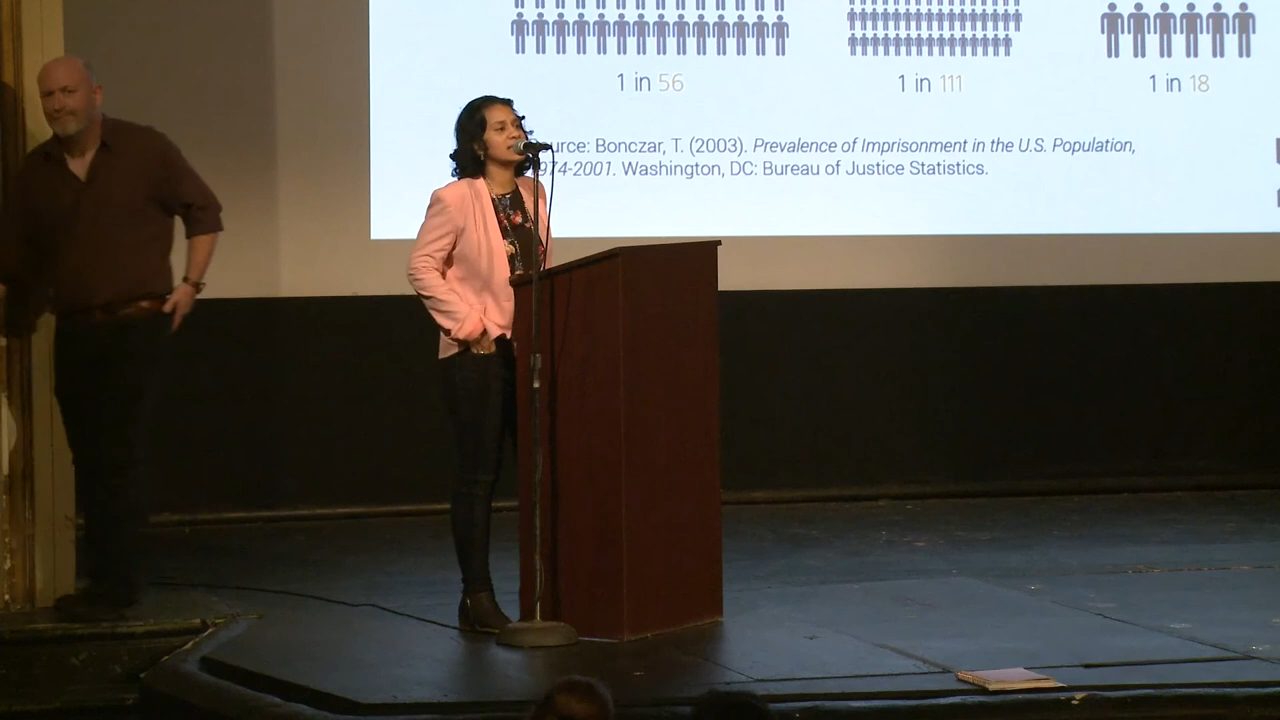 1 in 56
1 in 111
1 in 18
urce: Bonczar, T. (2003). Prevalence of Imprisonment in the U.S. Population,
974-2001. Washington, DC: Bureau of Justice Statistics.